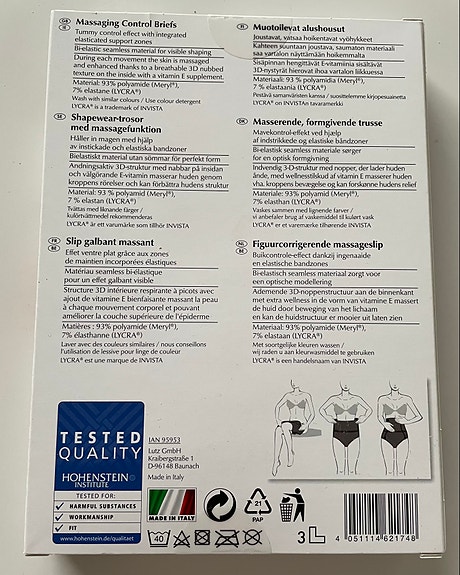 GB
IE
Massaging Control Briefs
Tummy control effect with integrated
elasticated support zones
Bi-elastic seamless material for visible shaping
During each movement the skin is massaged
and enhanced thanks to a breathable 3D nubbed
texture on the inside with a vitamin E supplement.
Material: 93% polyamide (Meryl®),
7% elastane (LYCRA®)
Wash with similar colours / Use colour detergent
LYCRA® is a trademark of INVISTA
SE
Shapewear-trosor
med massagefunktion
Håller in magen med hjälp
av instickade och elastiska bandzoner
Bielastiskt material utan sömmar för perfekt form
Andningsaktiv 3D-struktur med nabbar på insidan
och välgörande E-vitamin masserar huden genom
kroppens rörelser och kan förbättra hudens struktur
Material: 93% polyamid (Meryl®),
7 % elastan (LYCRA®)
Tvättas med liknande färger /
kulörtvättmedel rekommenderas
LYCRA® är ett varumärke som tillhör INVISTA
FR
BE
Slip galbant massant
Effet ventre plat grâce aux zones
de maintien incorporées élastiques
Matériau seamless bi-élastique
pour un effet galbant visible
Structure 3D intérieure respirante à picots avec
ajout de vitamine E bienfaisante massant la peau
à chaque mouvement corporel et pouvant
améliorer la couche supérieure de l'épiderme
Matières : 93% polyamide (Meryl®),
7% élasthanne (LYCRA®)
Laver avec des couleurs similaires / nous conseillons
l'utilisation de lessive pour linge de couleur
LYCRA® est une marque de INVISTA
FI
Muotoilevat alushousut
Joustavat, vatsaa hoikentavat vyöhykkeet
Kahteen suuntaan joustava, saumaton materiaali
saa vartalon näyttämään hoikemmalta
Sisäpinnan hengittävät E-vitamiinia sisältävät
3D-nystyrät hierovat ihoa vartalon liikkuessa
Materiaali: 93 % polyamidia (Meryl®),
7 % elastaania (LYCRA®)
Pestävä samanväristen kanssa / suosittelemme kirjopesuainetta
LYCRA® on INVISTAn tavaramerkki
DK
Masserende, formgivende trusse
Mavekontrol-effekt ved hjælp
af indstrikkede og elastiske båndzoner
Bi-elastisk seamless materiale sørger
for en optisk formgivning
Indvendig 3D-struktur med nopper, der lader huden
ånde, med wellnesstilskud af vitamin E masserer huden
vha. kroppens bevægelse og kan forskønne hudens relief
Materiale: 93% polyamid (Meryl®),
7% elasthan (LYCRA®)
Vaskes sammen med lignende farver /
vi anbefaler brug af vaskemiddel til kulørt vask
LYCRA® er et varemærke tilhørende INVISTA
NL
BE
Figuurcorrigerende massageslip
Buikcontrole-effect dankzij ingenaaide
en elastische bandzones
Bi-elastisch seamless materiaal zorgt voor
een optische modellering
Ademende 3D-noppenstructuur aan de binnenkant
met extra wellness in de vorm van vitamine E massert
de huid door beweging van het lichaam
en kan de huidstructuur er mooier uit laten zien
Materiaal: 93% polyamide (Meryl®),
7% elastaan (LYCRA®)
Met soortgelijke kleuren wassen /
wij raden u aan kleurwasmiddel te gebruiken
LYCRA® is een handelsnaam van INVISTA
TESTED
QUALITY
HOHENSTEIN
INSTITUTE
TESTED FOR:
HARMFUL SUBSTANCES
WORKMANSHIP
FIT
www.hohenstein.de/qualitaet
IAN 95953
Lutz GmbH
Kraibergstraße 1
D-96148 Baunach
Made in Italy
MADE IN ITALY
21
PAP
40
3 L
4 051114 621748